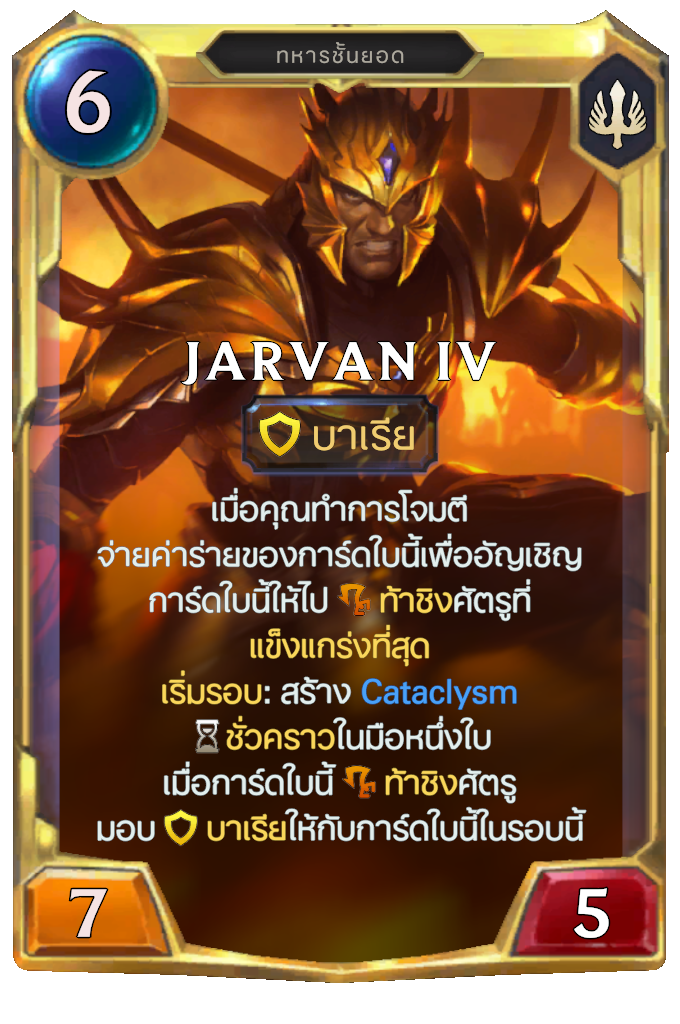 6
ทหารชั้นยอด
JARVAN IV
บาเรีย
เมื่อคุณทำการโจมตี
จ่ายค่าร่ายของการ์ดใบนี้เพื่ออัญเชิญ
การ์ดใบนี้ให้ไป ท้าชิงศัตรูที่
แข็งแกร่งที่สุด
เริ่มรอบ: สร้าง Cataclysm
ชั่วคราวในมือหนึ่งใบ
เมื่อการ์ดใบนี้ ท้าชิงศัตรู
มอบ บาเรียให้กับการ์ดใบนี้ในรอบนี้
7
5